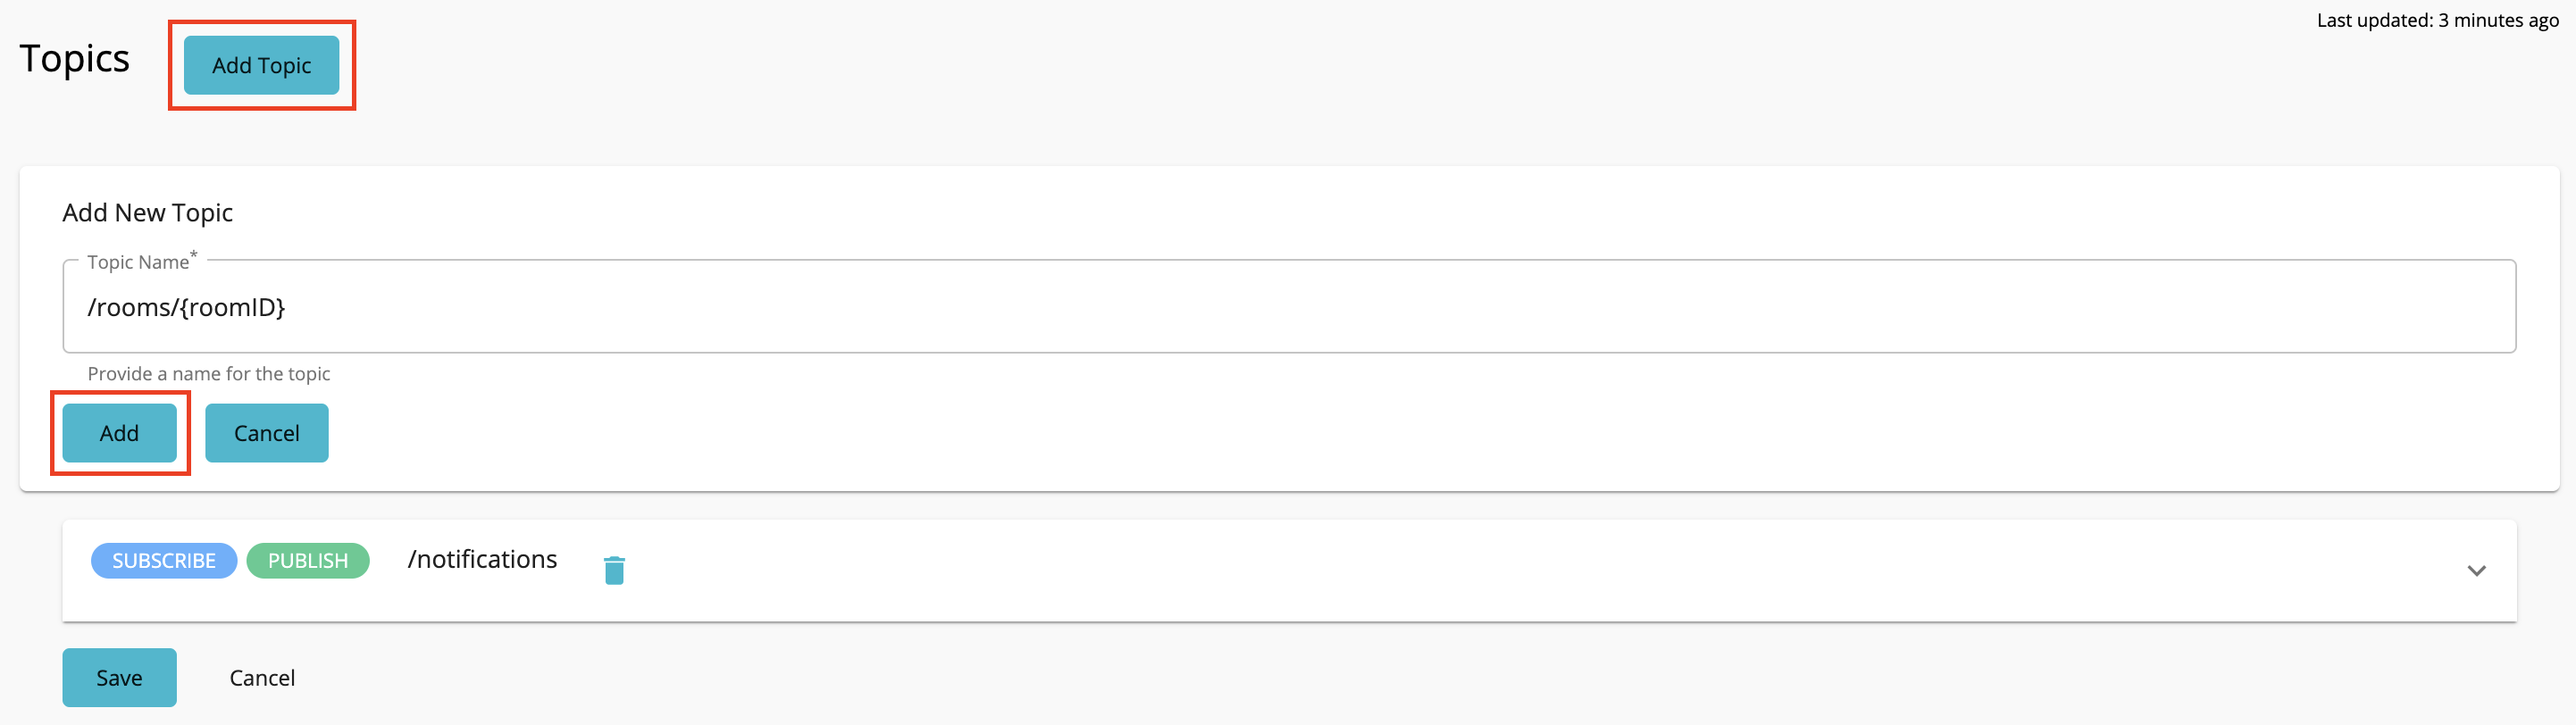 Last updated: 3 minutes ago
Topics
Add Topic
Add New Topic
Topic Name*
/rooms/{roomID}
Provide a name for the topic
Add Cancel
SUBSCRIBE PUBLISH /notifications
Save Cancel